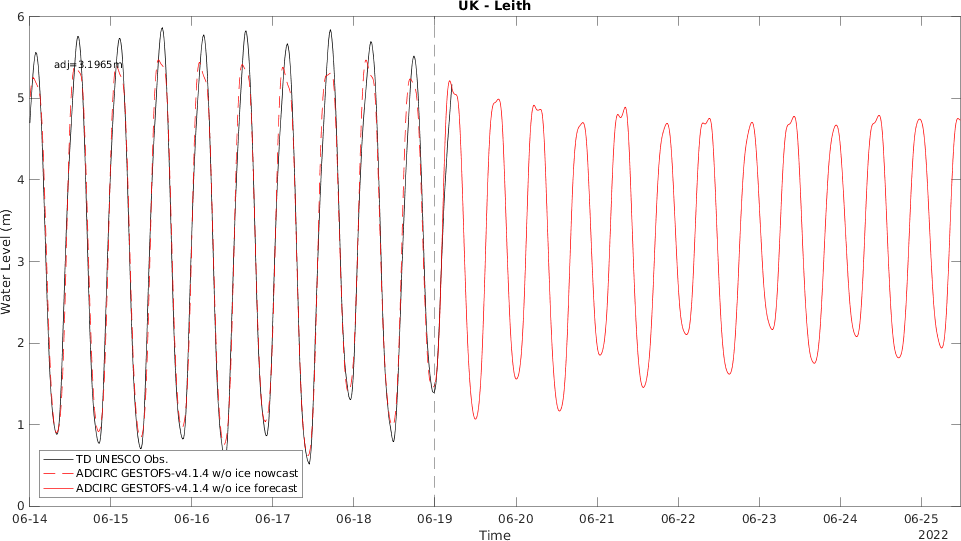 UK - Leith
adj=3.1965m
Water Level (m)
6
5
4
3
2
1
0
TD UNESCO Obs.
ADCIRC GESTOFS-v4.1.4 w/o ice nowcast
ADCIRC GESTOFS-v4.1.4 w/o ice forecast
06-14 06-15 06-16 06-17 06-18 06-19 06-20 06-21 06-22 06-23 06-24 06-25
Time
2022